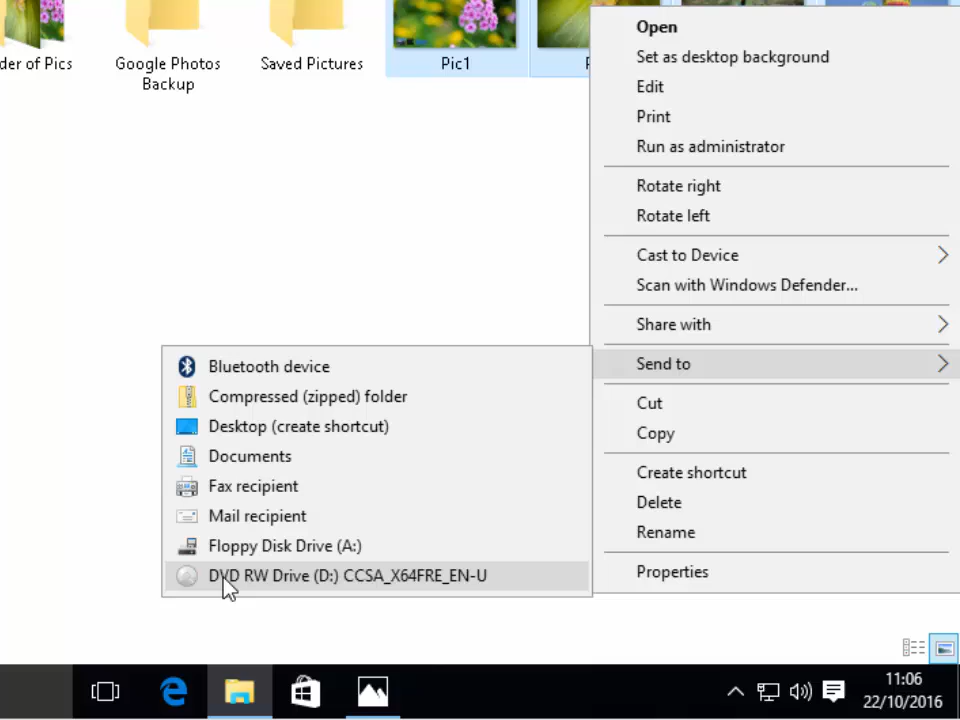 der of Pics
Google Photos
Backup
Saved Pictures
Pic1
Open
Set as desktop background
Edit
Print
Run as administrator
Rotate right
Rotate left
Cast to Device
Scan with Windows Defender...
Share with
Send to
Cut
Copy
Create shortcut
Delete
Rename
Properties
Bluetooth device
Compressed (zipped) folder
Desktop (create shortcut)
Documents
Fax recipient
Mail recipient
Floppy Disk Drive (A:)
DVD RW Drive (D:) CCSA_X64FRE_EN-U
11:06
22/10/2016